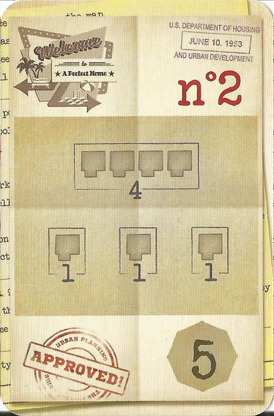 U.S. DEPARTMENT OF HOUSING
JUNE 10, 1953
AND URBAN DEVELOPMENT
Welcome
to
A Perfect Home
n°2
4
1 1 1
URBAN PLANNING
APPROVED!
5